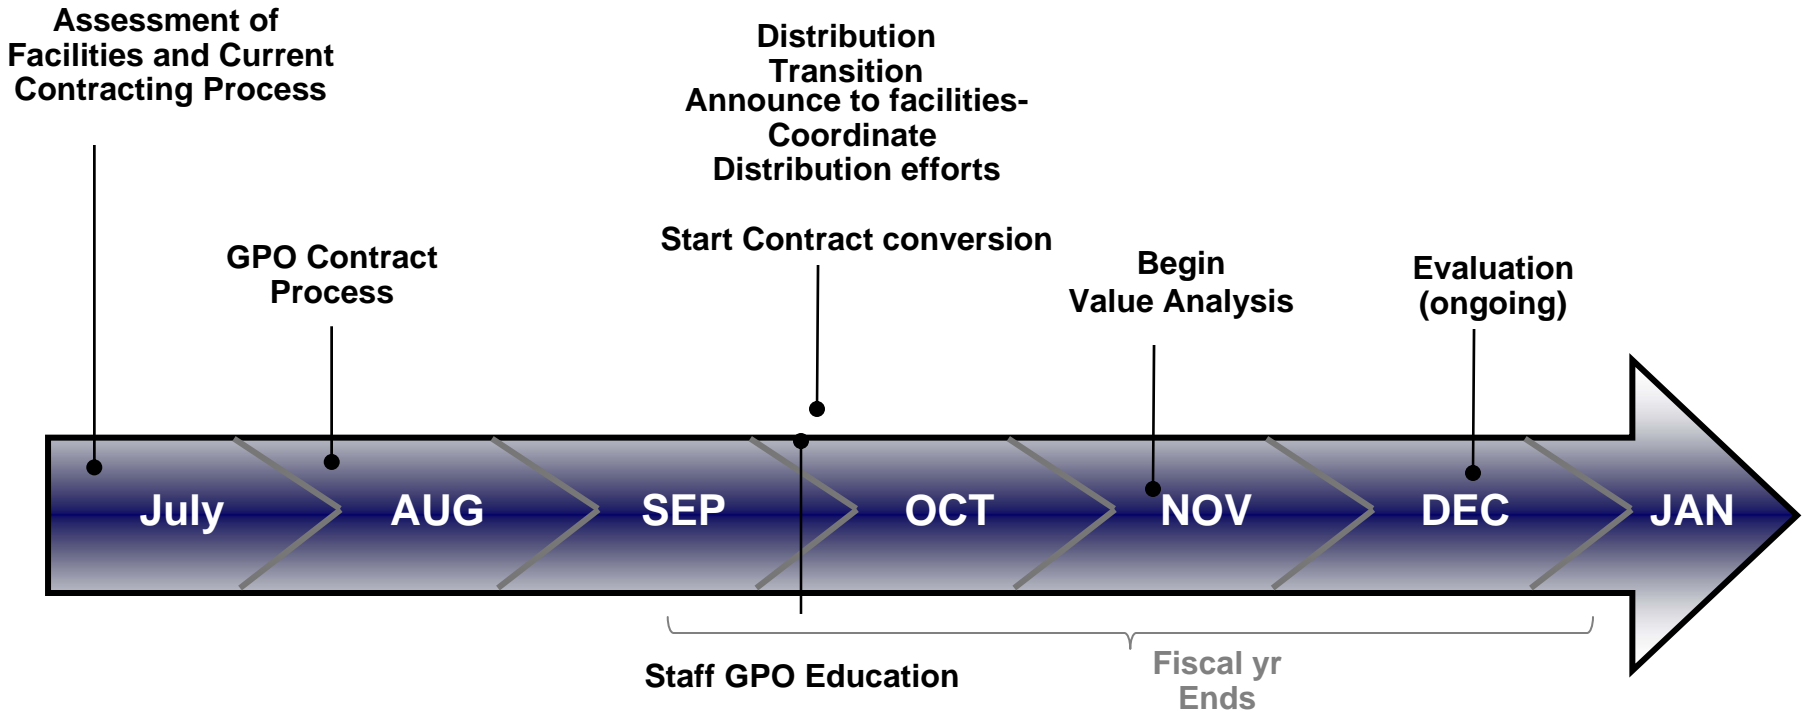 Assessment of
Facilities and Current
Contracting Process
Distribution
Transition
Announce to facilities-
Coordinate
Distribution efforts
Start Contract conversion
GPO Contract
Process
Begin
Value Analysis
Evaluation
(ongoing)
July
AUG
SEP
OCT
NOV
DEC
JAN
Staff GPO Education
Fiscal yr
Ends